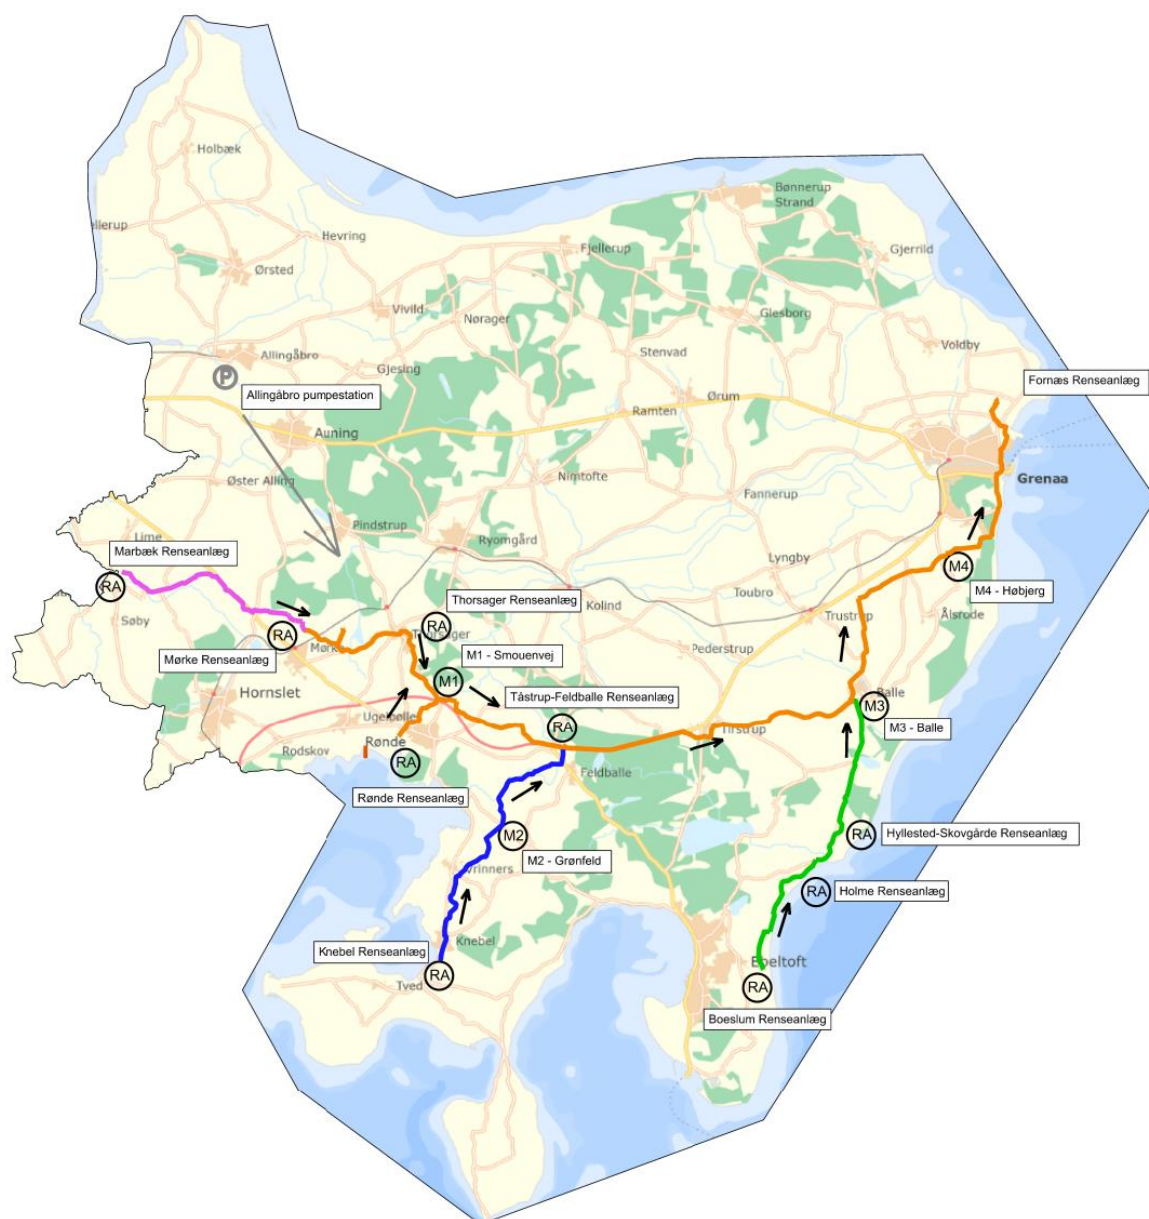 Holbæk
Bønnerup
Strand
ellerup
Hevring
Fjellerup
Gjerrild
Ørsted
Vivild
Nørager
Glesborg
Voldby
Allingåbro
Gjesing
Stenvad
P
Fornæs Renseanlæg
Allingåbro pumpestation
Ørum
Ramten
Auning
Øster Alling
Nimtofte
Grenaa
Fannerup
Pindstrup
Ryomgård
Lime
Marbæk Renseanlæg
Lyngby
RA
M4
Toubro
M4 - Høbjerg
Thorsager Renseanlæg
Kolind
Søby
RA
Trustrup
Ålsrode
RA
Thorsager
Mørke
M1 - Smouenvej
Pederstrup
Mørke Renseanlæg
M1
Hornslet
Tåstrup-Feldballe Renseanlæg
Balle
M3
Ugelbølle
RA
M3 - Balle
Tirstrup
Rodskov
Rønde
RA
Feldballe
Rønde Renseanlæg
M2
RA
Hyllested-Skovgårde Renseanlæg
M2 - Grønfeld
Vrinners
RA
Holme Renseanlæg
Knebel
Knebel Renseanlæg
Ebeltoft
RA
Tved
RA
Boeslum Renseanlæg